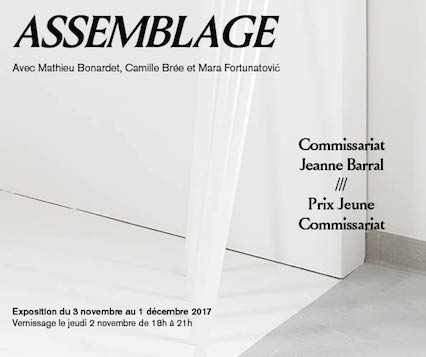 ASSEMBLAGE
Avec Mathieu Bonardet, Camille Brée et Mara Fortunatović
Commissariat
Jeanne Barral
///
Prix Jeune
Commissariat
Exposition du 3 novembre au 1 décembre 2017
Vernissage le jeudi 2 novembre de 18h à 21h